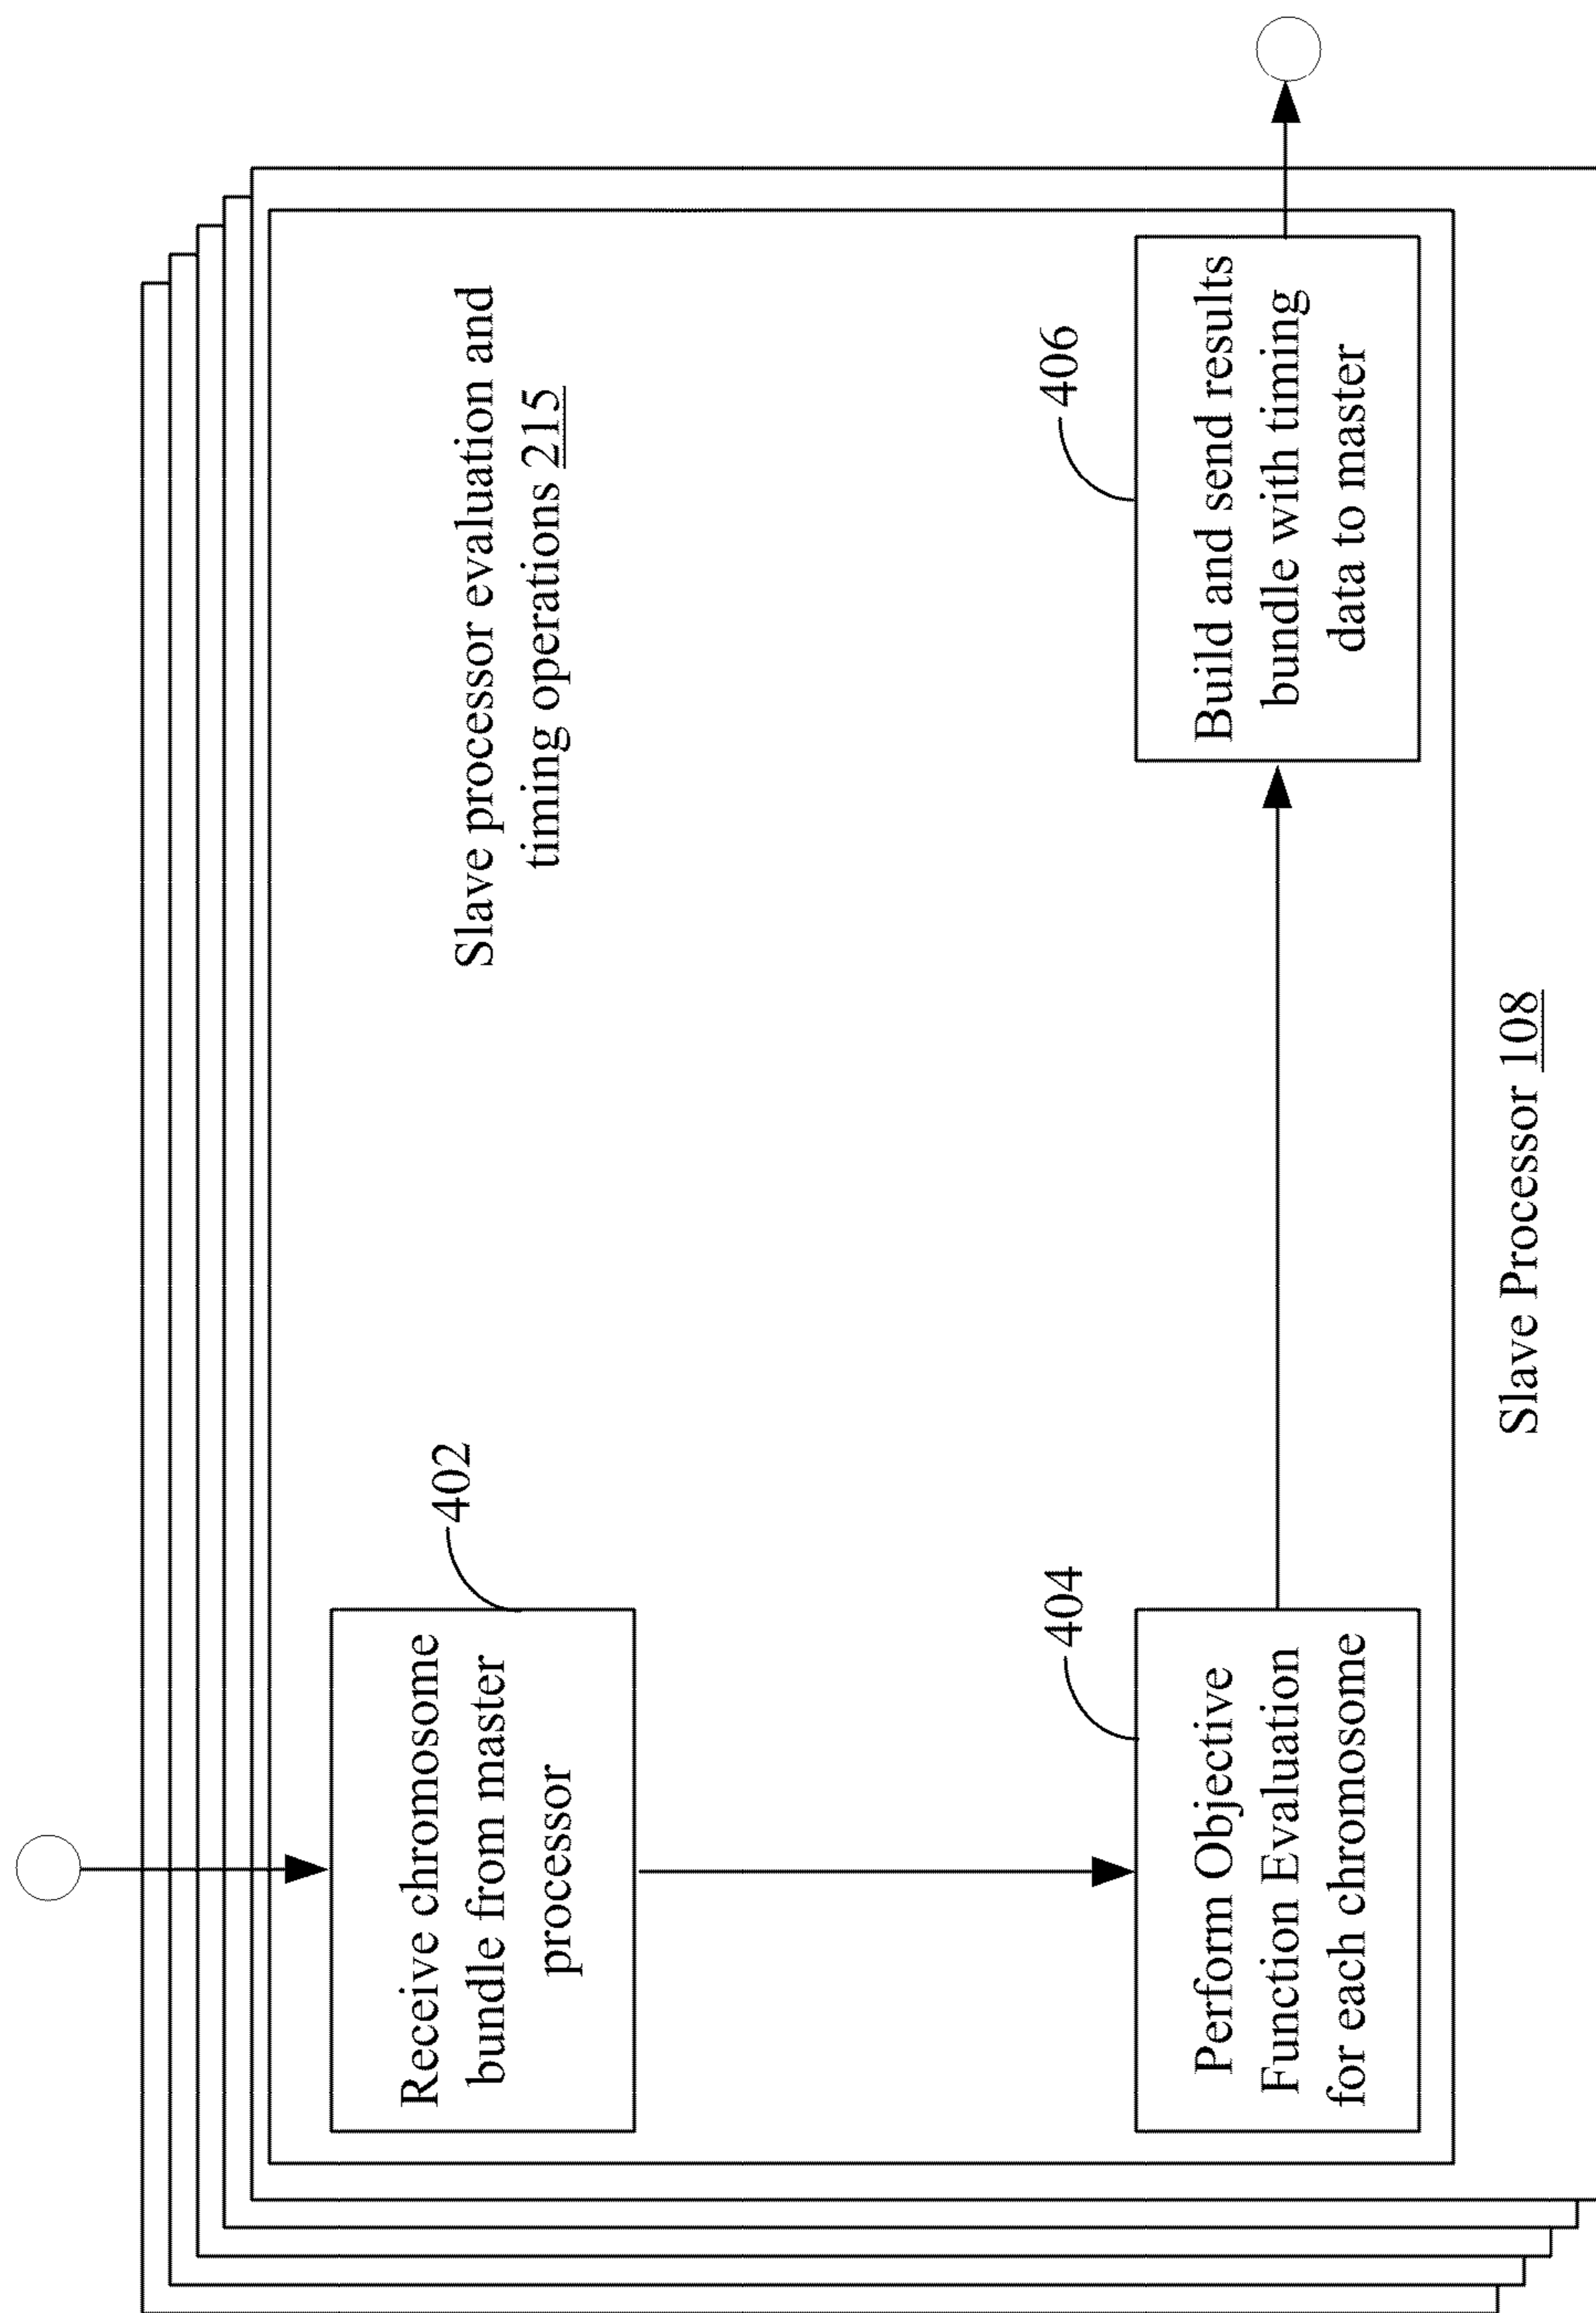 Receive chromosome
bundle from master
processor
402
Slave processor evaluation and
timing operations 215
Perform Objective
Function Evaluation
for each chromosome
404
Build and send results
bundle with timing
data to master
406
Slave Processor 108